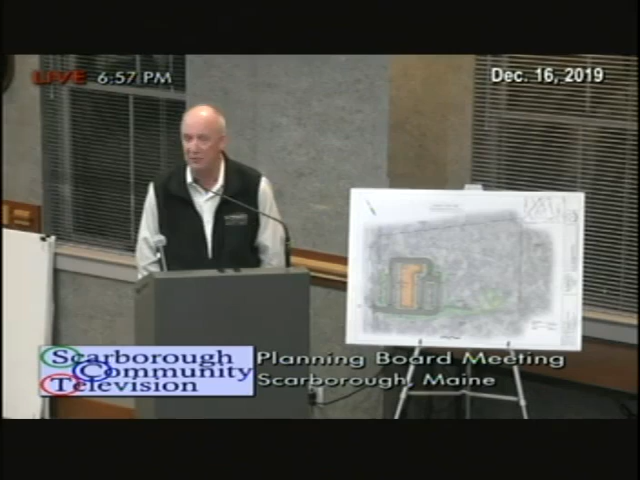 LIVE 6:57 PM
Dec. 16, 2019
Scarborough
Community
Television
Planning Board Meeting
Scarborough, Maine